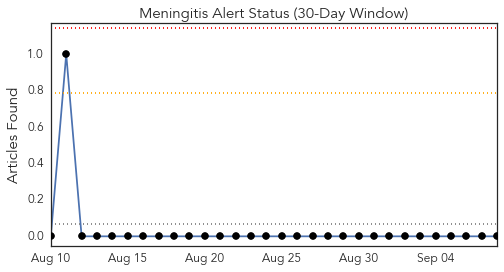 Meningitis Alert Status (30-Day Window)
Articles Found
1.0
0.8
0.6
0.4
0.2
0.0
Aug 10 Aug 15 Aug 20 Aug 25 Aug 30 Sep 04